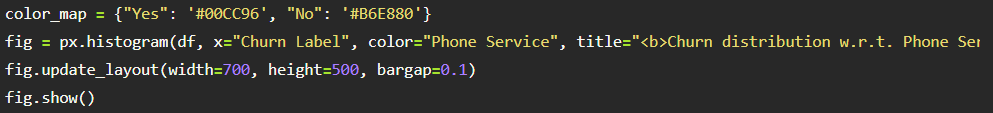 color_map = {"Yes": '#00CC96', "No": '#B6E880'}
fig = px.histogram(df, x="Churn Label", color="Phone Service", title="<b>Churn distribution w.r.t. Phone Ser
fig.update_layout(width=700, height=500, bargap=0.1)
fig.show()